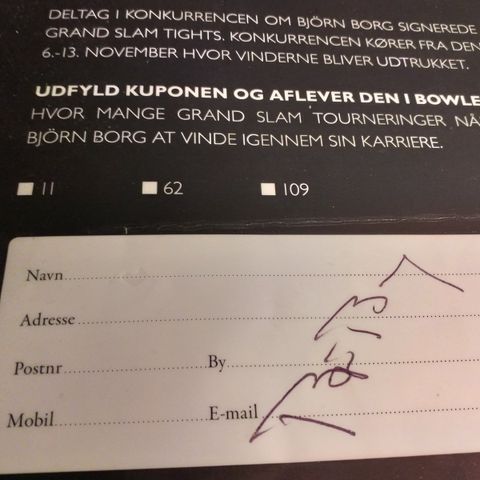 DELTAG I KONKURRENCEN OM BJÖRN BORG SIGNEREDE
GRAND SLAM TIGHTS. KONKURRENCEN KØRER FRA DEN
6.-13. NOVEMBER HVOR VINDERNE BLIVER UDTRUKKET.
UDFYLD KUPONEN OG AFLEVER DEN I
HVOR MANGE GRAND SLAM TOURNERINGER
BJÖRN BORG AT VINDE IGENNEM SIN KARRIERE.
11 62 109
Navn
Adresse
Postnr By
Mobil E-mail